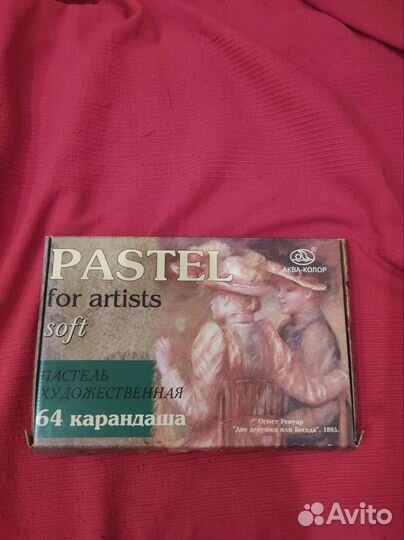 PASTEL
for artists
soft
ПАСТЕЛЬ
ХУДОЖЕСТВЕННАЯ
64 карандаша
®
АКВА-КОЛОР
Огюст Ренуар
"Две девушки или Беседа", 1895.
Avito